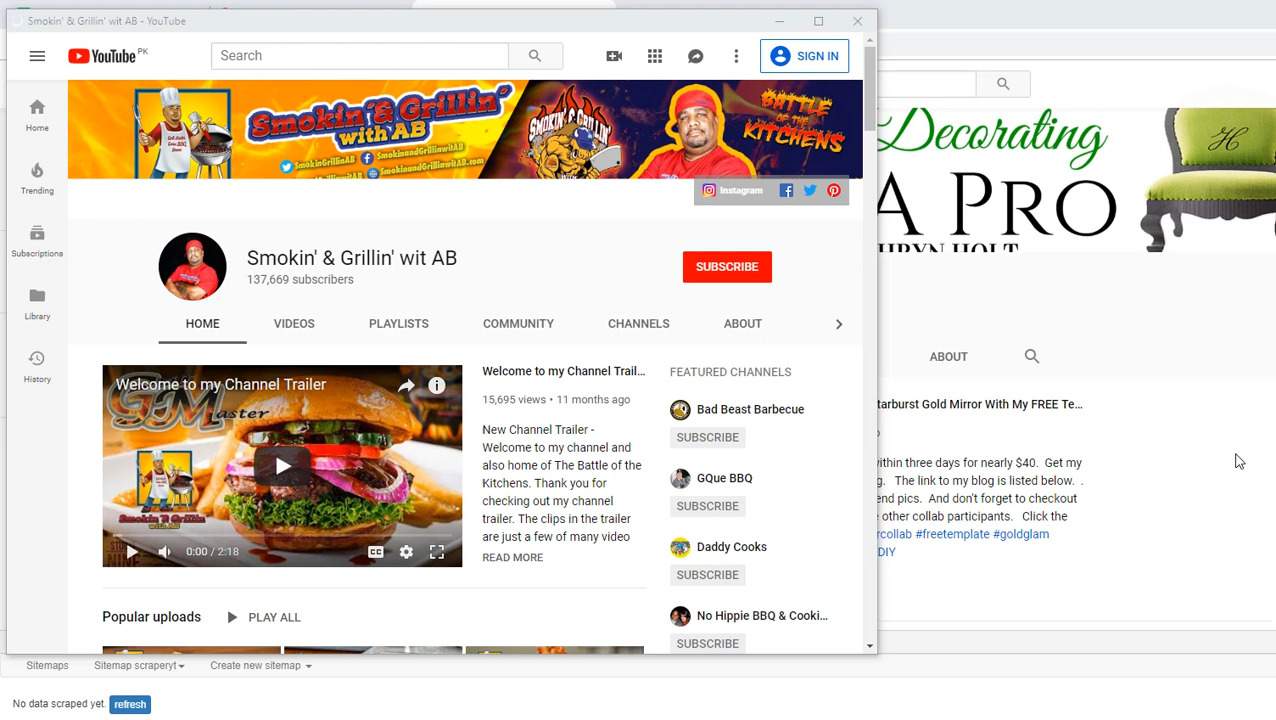 Smokin' & Grillin' wit AB - YouTube
YouTube PK
Search
SIGN IN
Smokin' & Grillin'
with AB
SmokinGrillinAB
SmokinandGrillinwitAB
SmokinandGrillinwitAB.com
SMOKIN' & GRILLIN'
BATTLE
OF THE
KITCHENS
Instagram
Home
Trending
Subscriptions
Library
History
Smokin' & Grillin' wit AB
137,669 subscribers
SUBSCRIBE
HOME VIDEOS PLAYLISTS COMMUNITY CHANNELS ABOUT
Welcome to my Channel Trailer
Master
Smokin & Grillin
with AB
0:00 / 2:18
CC
Welcome to my Channel Trail...
15,695 views • 11 months ago
New Channel Trailer -
Welcome to my channel and
also home of The Battle of the
Kitchens. Thank you for
checking out my channel
trailer. The clips in the trailer
are just a few of many video
READ MORE
FEATURED CHANNELS
Bad Beast Barbecue
SUBSCRIBE
GQue BBQ
SUBSCRIBE
Daddy Cooks
SUBSCRIBE
No Hippie BBQ & Cooki...
SUBSCRIBE
Popular uploads PLAY ALL
Decorating
H
A PRO
ABOUT
tarburst Gold Mirror With My FREE Te...
within three days for nearly $40. Get my
g. The link to my blog is listed below. .
end pics. And don't forget to checkout
e other collab participants. Click the
rcollab #freetemplate #goldglam
DIY
Sitemaps Sitemap scraperyt Create new sitemap
No data scraped yet. refresh